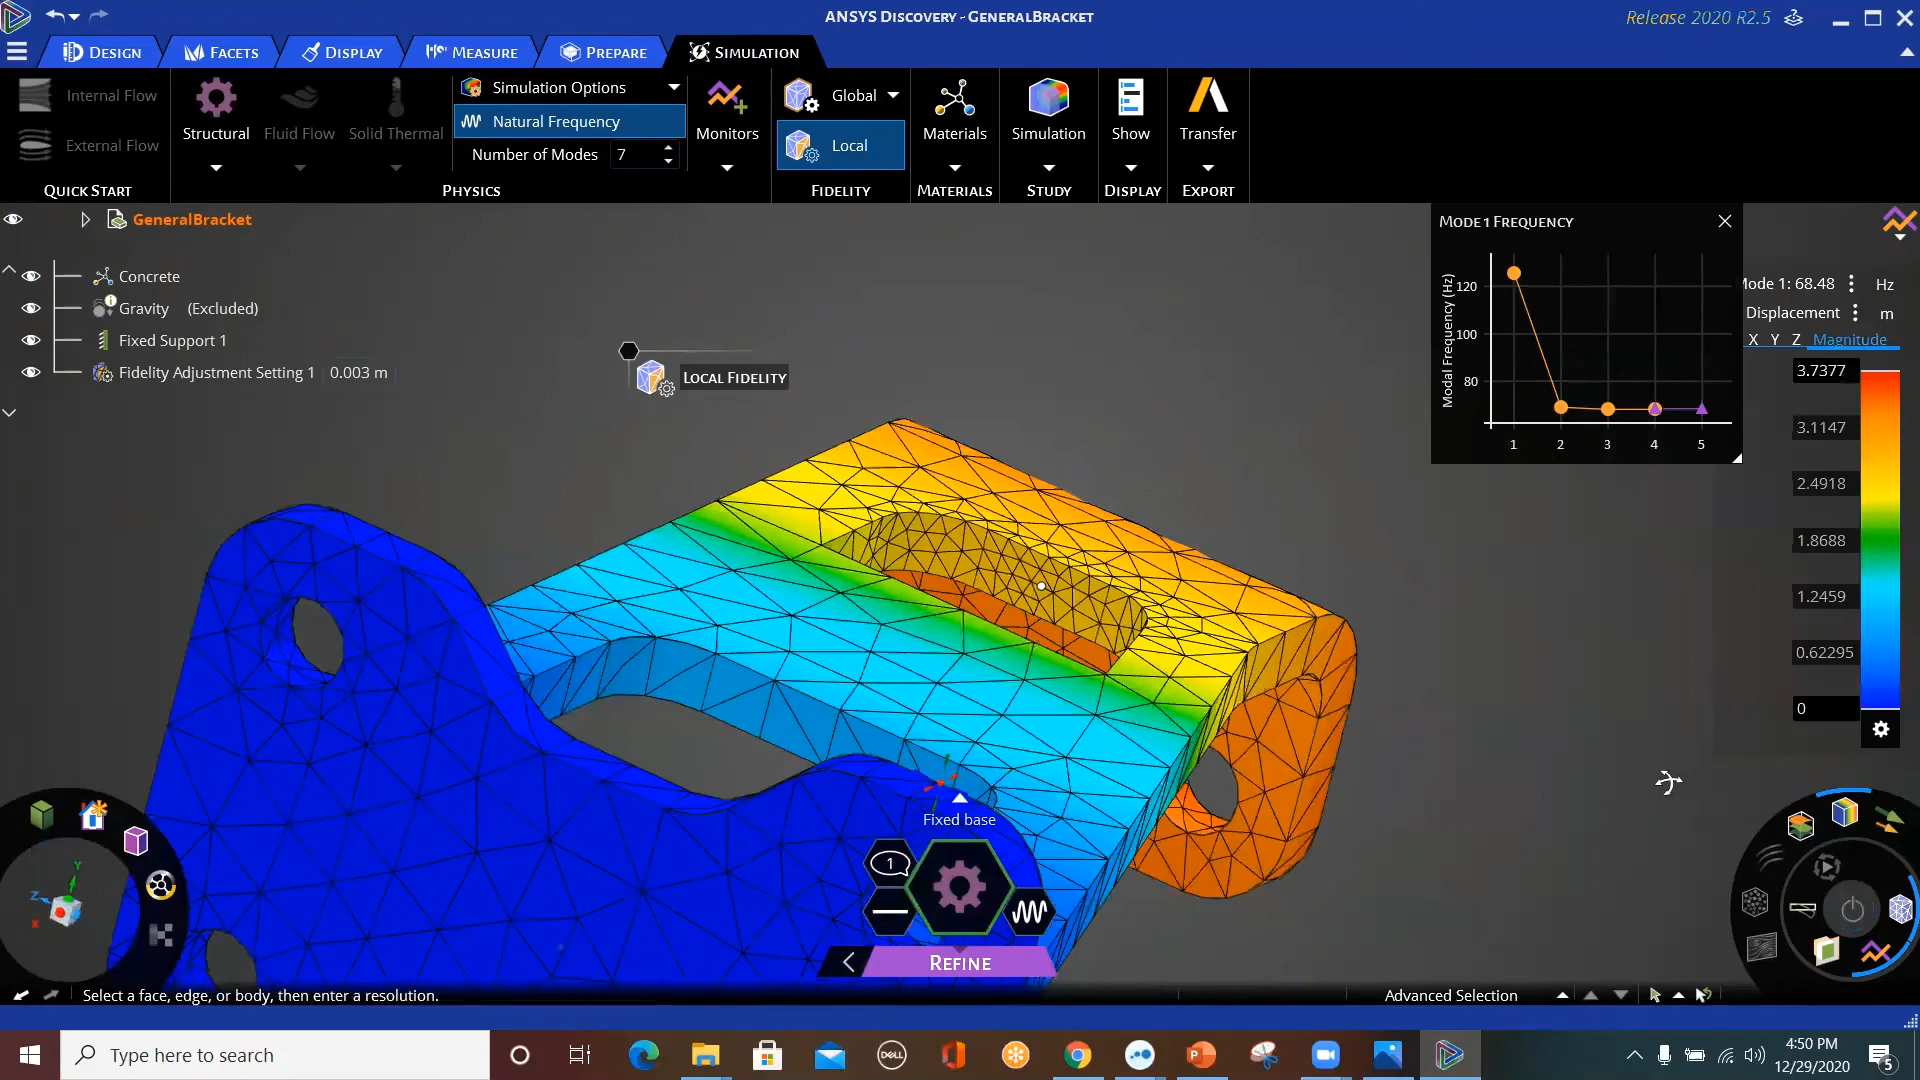 ANSYS Discovery - GeneralBracket
Release 2020 R2.5
Design
Facets
Display
Measure
Prepare
Simulation
Internal Flow
External Flow
Quick Start
Structural
Fluid Flow
Solid Thermal
Simulation Options
Natural Frequency
Number of Modes 7
Physics
Monitors
Global
Local
Fidelity
Materials
Materials
Simulation
Study
Show
Display
Transfer
Export
GeneralBracket
Concrete
Gravity (Excluded)
Fixed Support 1
Fidelity Adjustment Setting 1 0.003 m
Local Fidelity
Mode 1 Frequency
Modal Frequency (Hz)
120
100
80
1 2 3 4 5
Mode 1: 68.48 Hz
Displacement m
X Y Z Magnitude
3.7377
3.1147
2.4918
1.8688
1.2459
0.62295
0
Fixed base
1
Refine
Y
Z
X
Select a face, edge, or body, then enter a resolution.
Advanced Selection
Type here to search
DELL
4:50 PM
12/29/2020
5